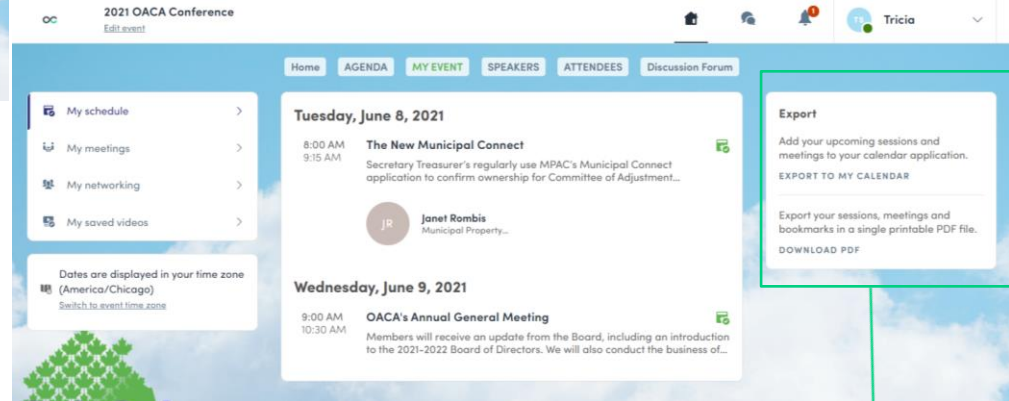 2021 OACA Conference
Edit event
1
TS
Tricia
Home AGENDA MY EVENT SPEAKERS ATTENDEES Discussion Forum
My schedule
My meetings
My networking
My saved videos
Dates are displayed in your time zone
(America/Chicago)
Switch to event time zone
Tuesday, June 8, 2021
8:00 AM The New Municipal Connect
9:15 AM
Secretary Treasurer's regularly use MPAC's Municipal Connect
application to confirm ownership for Committee of Adjustment...
JR
Janet Rombis
Municipal Property...
Wednesday, June 9, 2021
9:00 AM OACA's Annual General Meeting
10:30 AM
Members will receive an update from the Board, including an introduction
to the 2021-2022 Board of Directors. We will also conduct the business of...
Export
Add your upcoming sessions and
meetings to your calendar application.
EXPORT TO MY CALENDAR
Export your sessions, meetings and
bookmarks in a single printable PDF file.
DOWNLOAD PDF